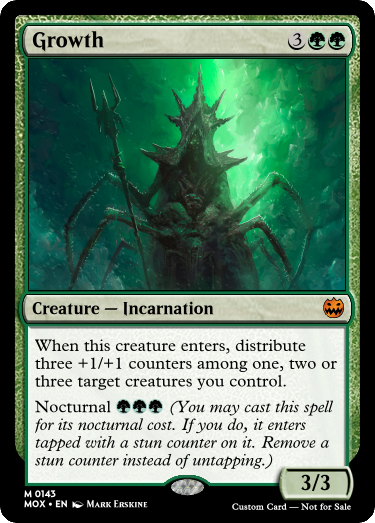 Growth 3
Creature — Incarnation
When this creature enters, distribute
three +1/+1 counters among one, two or
three target creatures you control.
Nocturnal (You may cast this spell
for its nocturnal cost. If you do, it enters
tapped with a stun counter on it. Remove a
stun counter instead of untapping.)
3/3
M 0143
MOX • EN Mark Erskine
Custom Card — Not for Sale